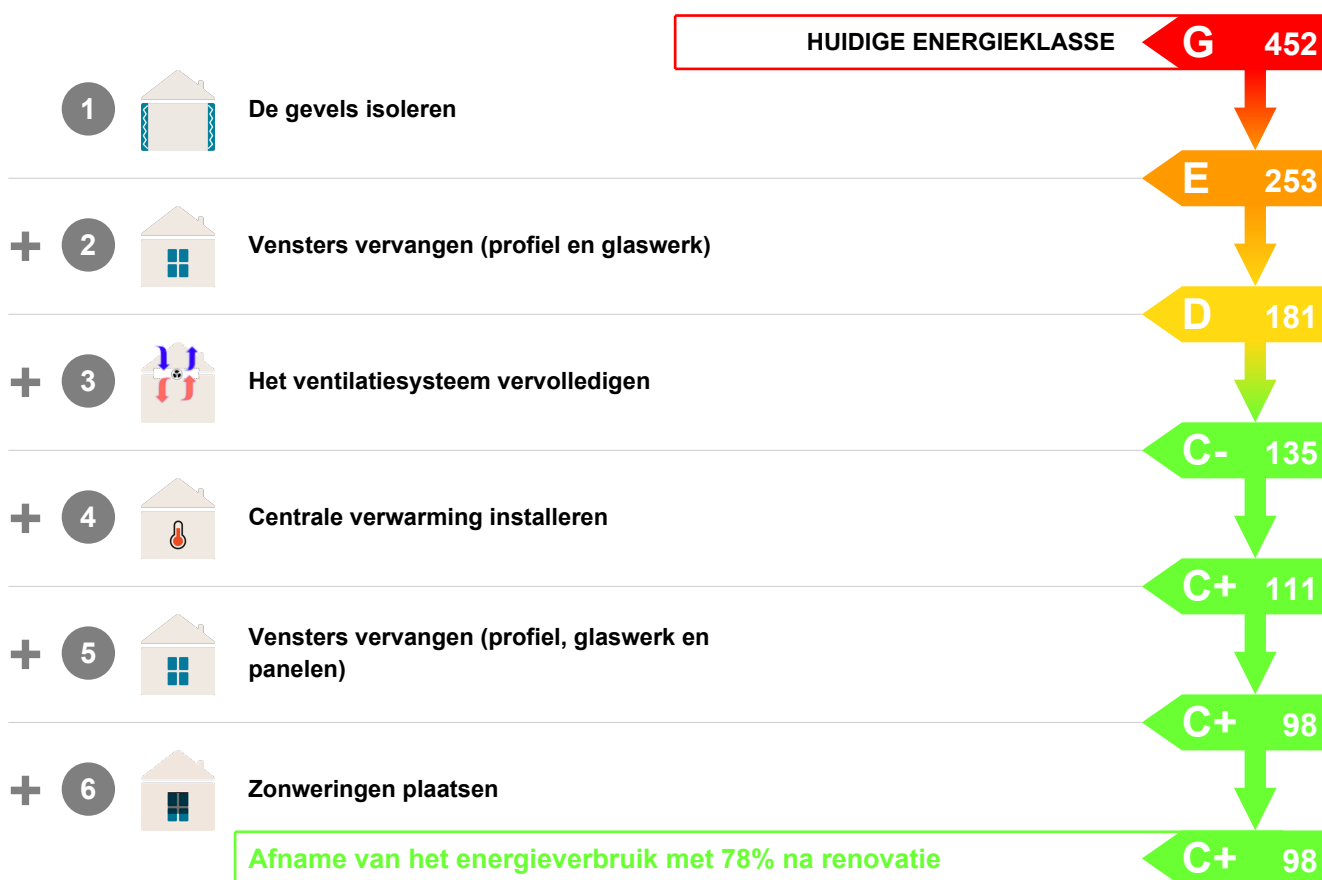 HUIDIGE ENERGIEKLASSE G 452
1 De gevels isoleren
E 253
+ 2 Vensters vervangen (profiel en glaswerk)
D 181
+ 3 Het ventilatiesysteem vervolledigen
C- 135
+ 4 Centrale verwarming installeren
C+ 111
+ 5 Vensters vervangen (profiel, glaswerk en
panelen)
C+ 98
+ 6 Zonweringen plaatsen
Afname van het energieverbruik met 78% na renovatie C+ 98